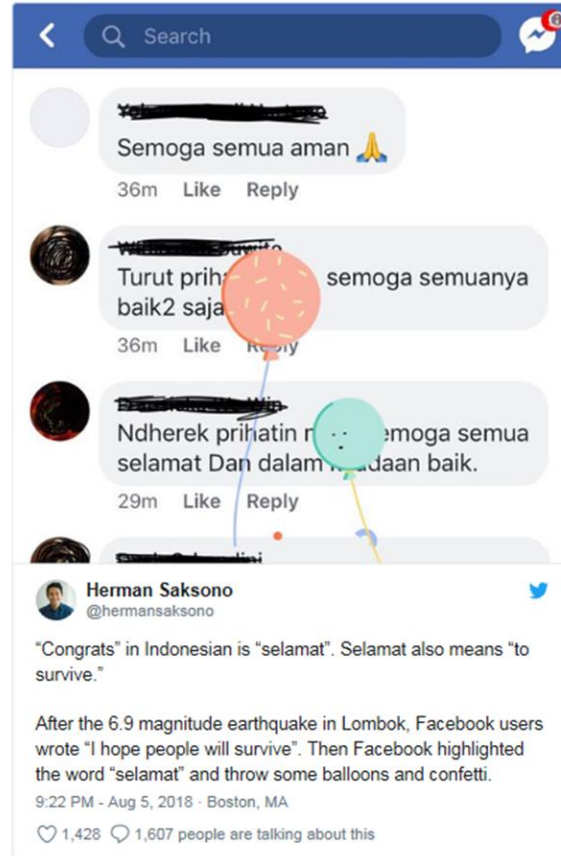 Search
Semoga semua aman 🙏
36m Like Reply
Turut semoga semuanya
baik2 saja
36m Like Reply
Ndherek prihatin semoga semua
selamat Dan dalam keadaan baik.
29m Like Reply
Herman Saksono
@hermansaksono
“Congrats” in Indonesian is “selamat”. Selamat also means “to
survive.”
After the 6.9 magnitude earthquake in Lombok, Facebook users
wrote “I hope people will survive”. Then Facebook highlighted
the word “selamat” and throw some balloons and confetti.
9:22 PM - Aug 5, 2018 · Boston, MA
1,428 1,607 people are talking about this